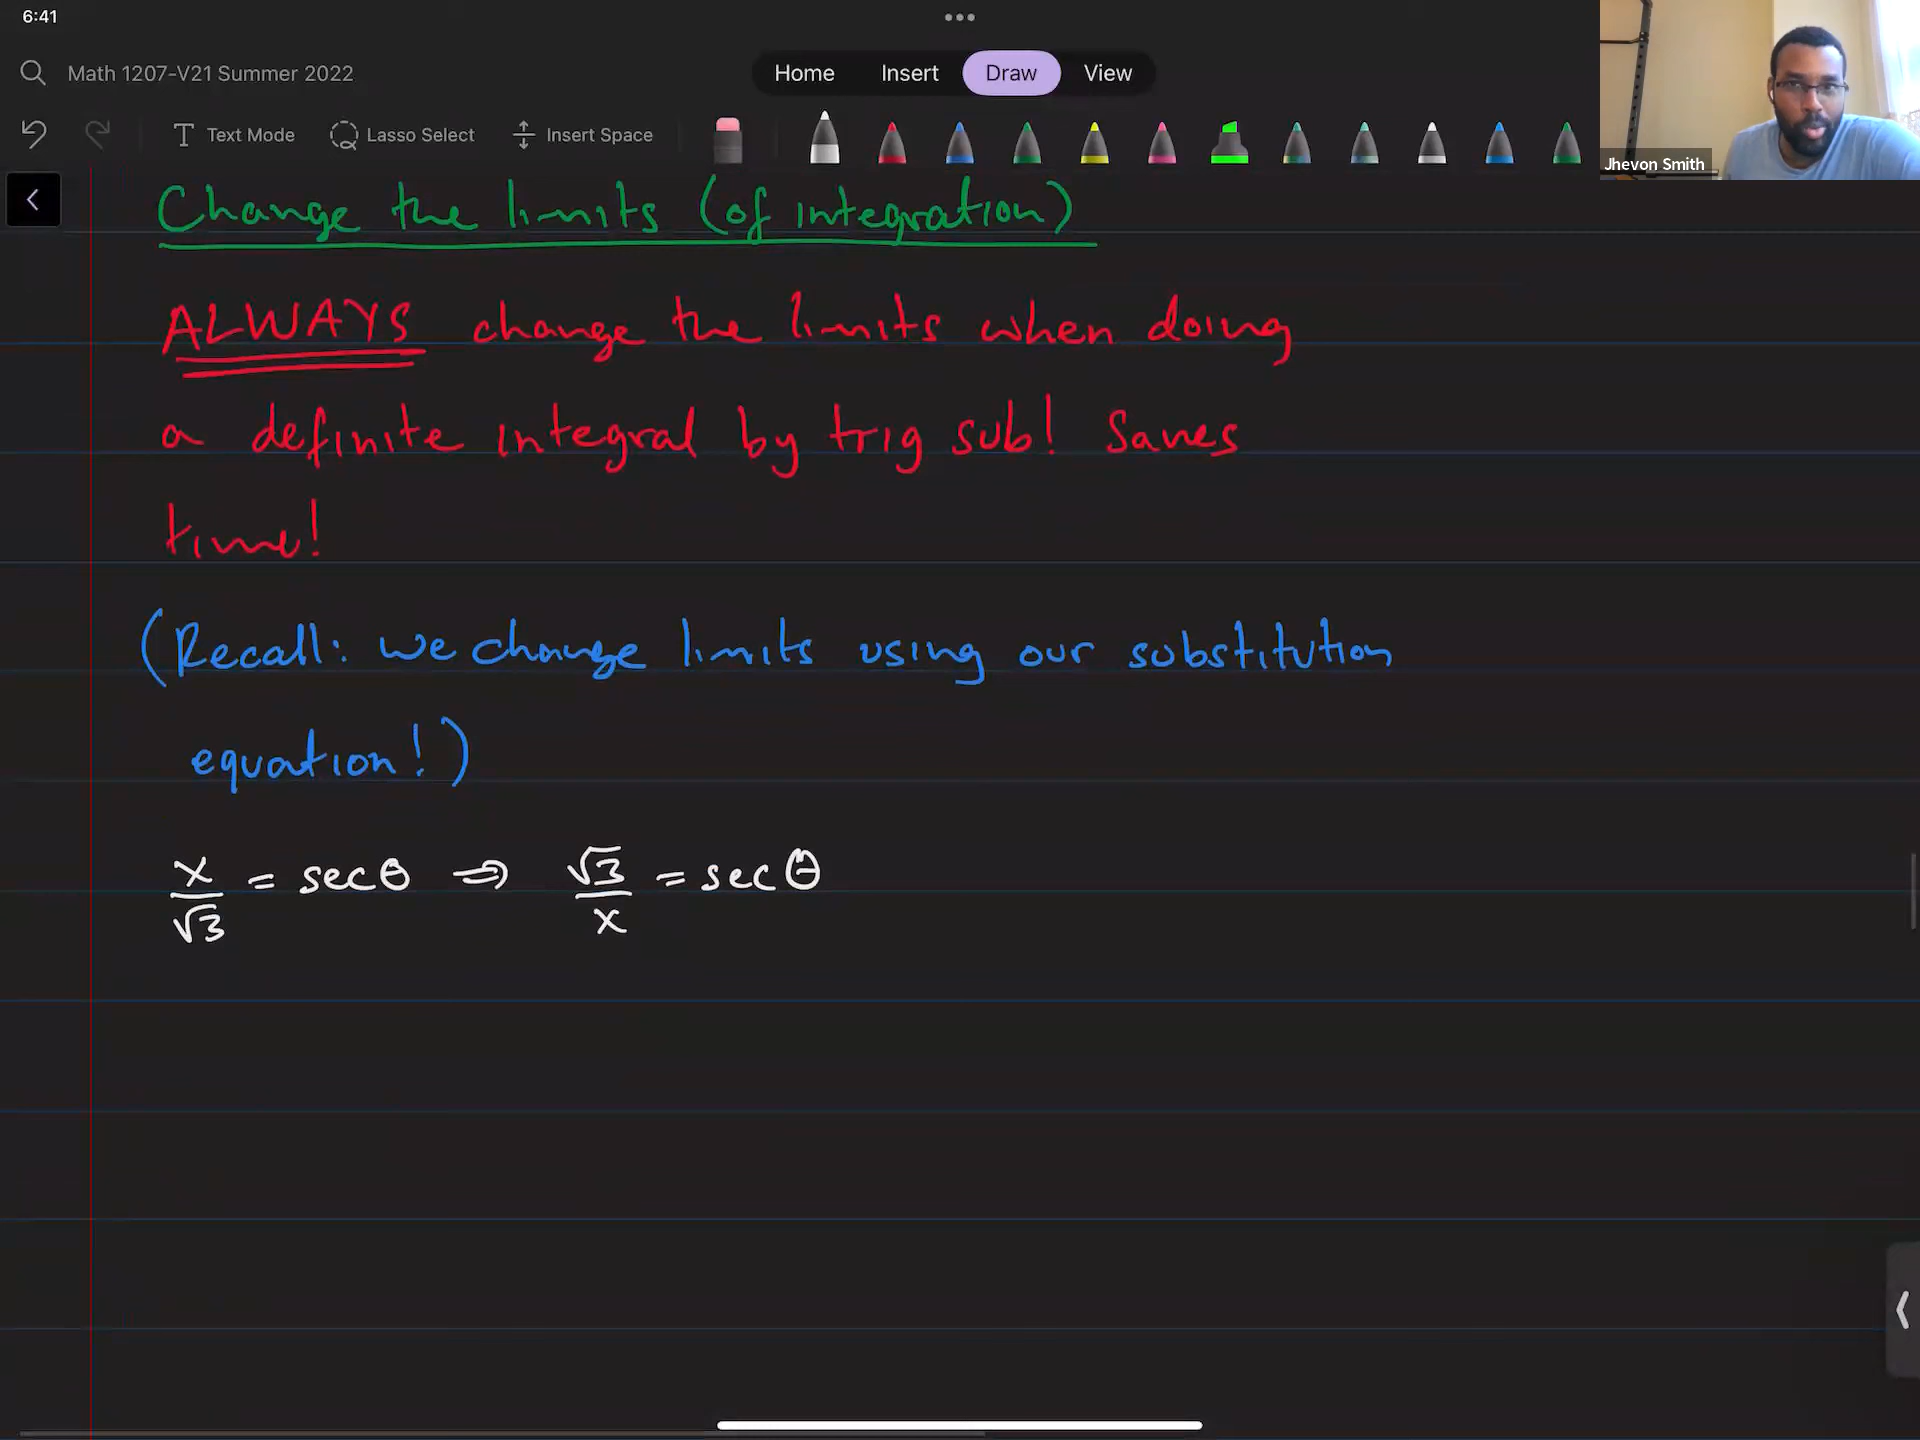 6:41
Math 1207-V21 Summer 2022
Home Insert Draw View
Text Mode Lasso Select Insert Space
Jhevon Smith
Change the limits (of integration)
ALWAYS change the limits when doing
a definite integral by trig sub! Saves
time!
(Recall: we change limits using our substitution
equation!)
x/√3 = secθ ⇒ √3/x = secθ